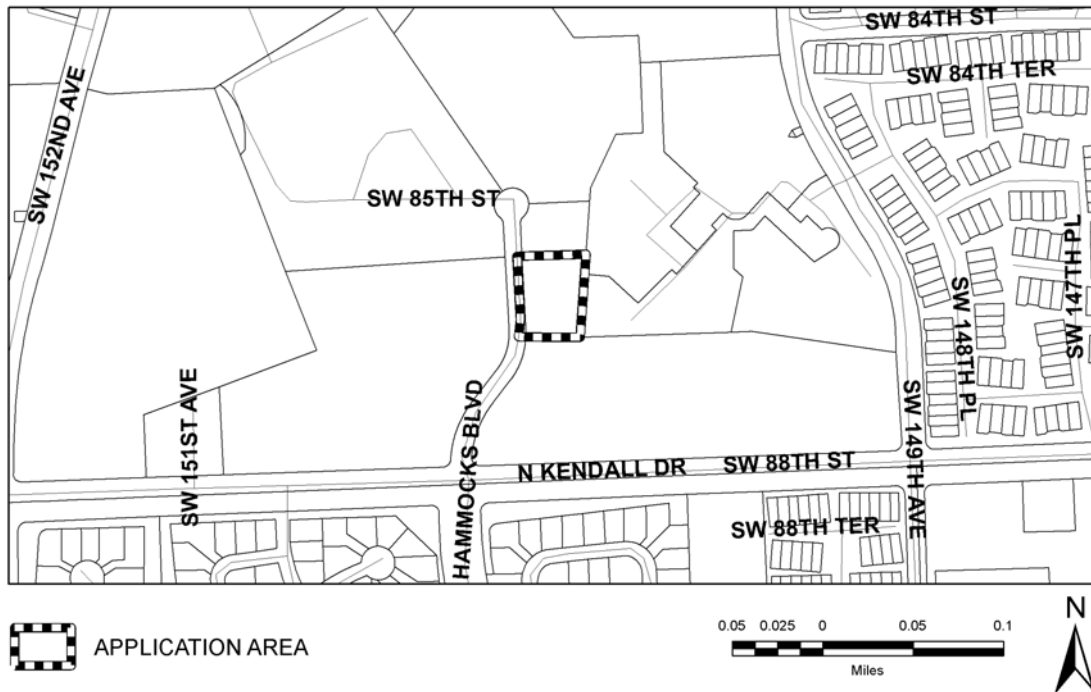 SW 84TH ST
SW 84TH TER
SW 152ND AVE
SW 85TH ST
SW 147TH PL
SW 148TH PL
SW 151ST AVE
HAMMOCKS BLVD
SW 149TH AVE
N KENDALL DR
SW 88TH ST
SW 88TH TER
APPLICATION AREA
0.05 0.025 0 0.05 0.1
Miles
N